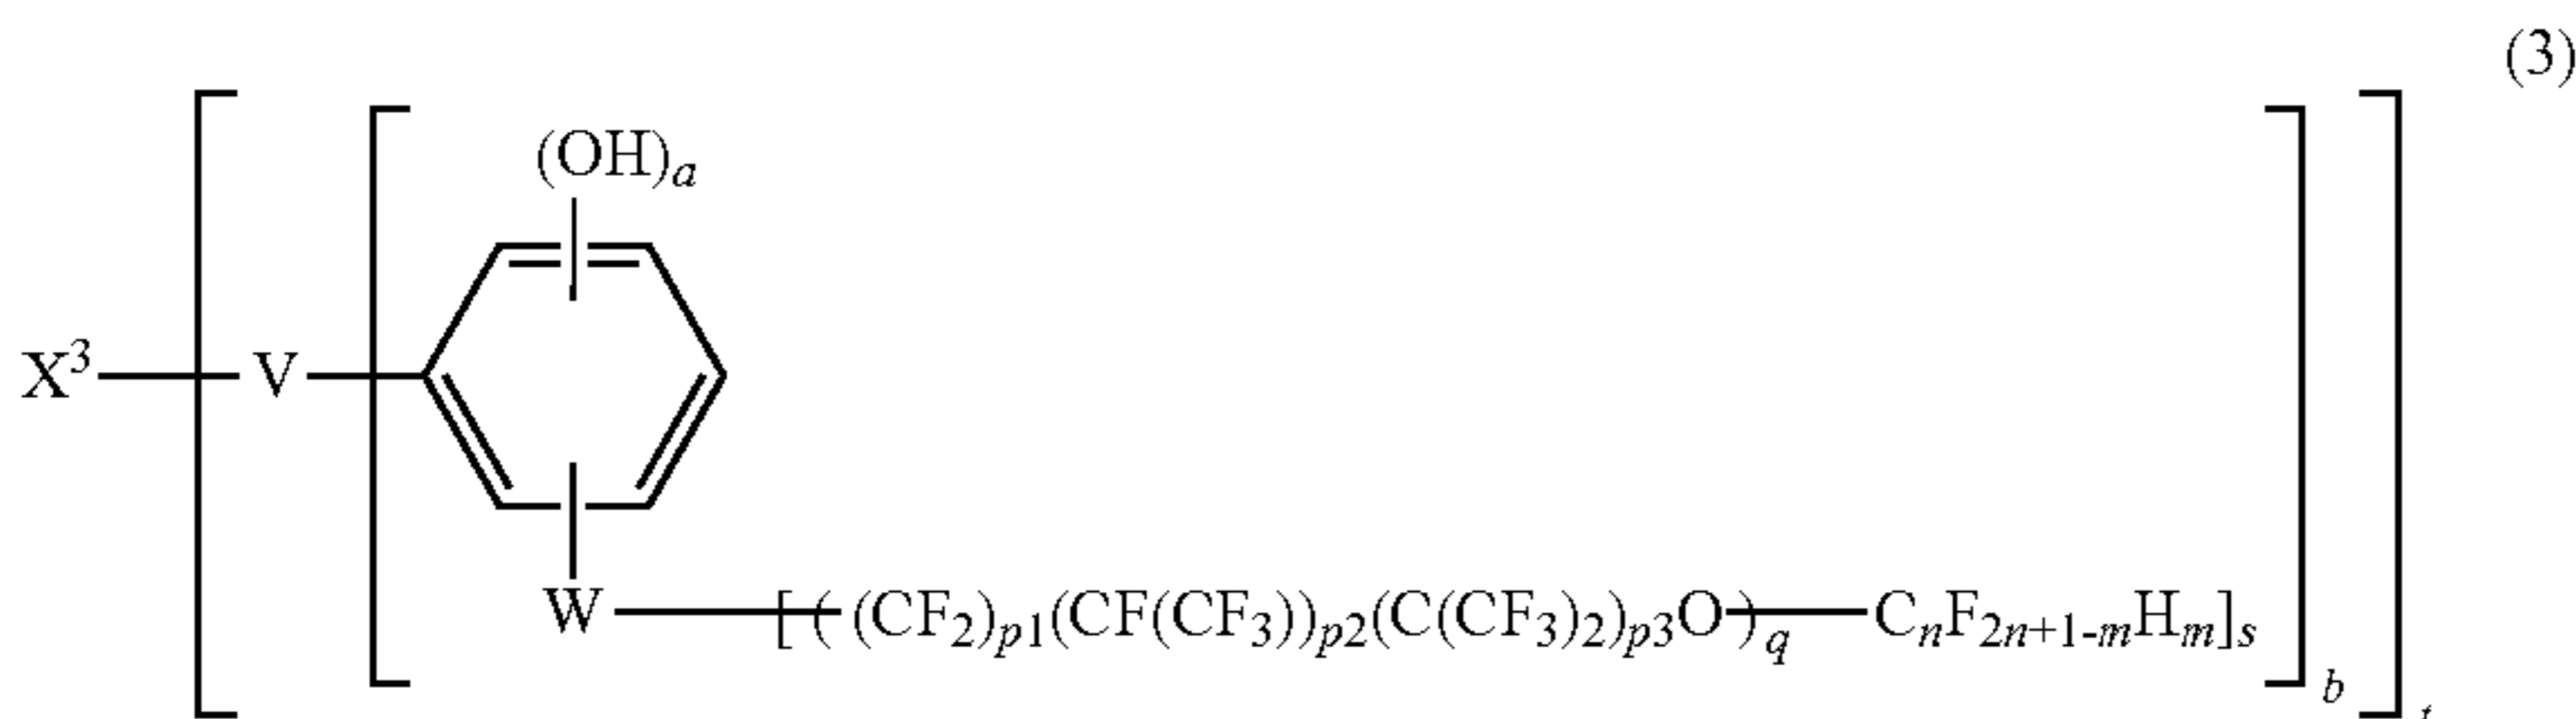 (3)
(OH)a
X³ V
W [((CF₂)p1(CF(CF₃))p2(C(CF₃)₂)p3O)q CnF2n+1-mHm]s
b
t